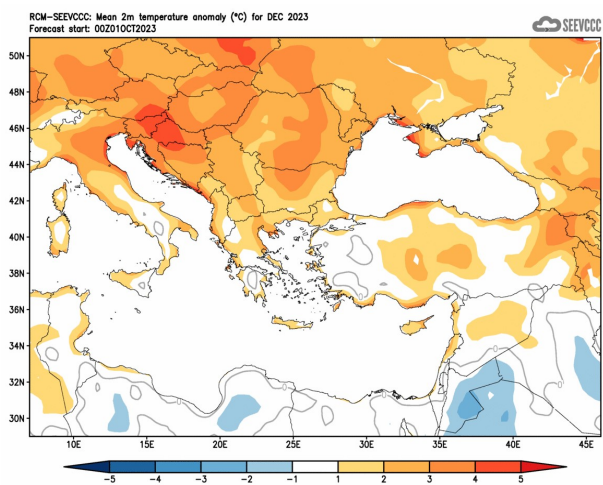 RCM-SEEVCCC: Mean 2m temperature anomaly (°C) for DEC 2023
Forecast start: 00Z01OCT2023
SEEVCCC
50N
48N
46N
44N
42N
40N
38N
36N
34N
32N
30N
10E 15E 20E 25E 30E 35E 40E 45E
-5 -4 -3 -2 -1 1 2 3 4 5